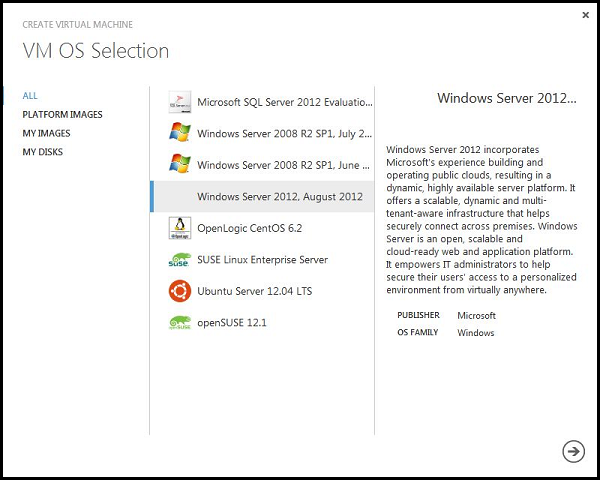 CREATE VIRTUAL MACHINE
VM OS Selection
ALL
PLATFORM IMAGES
MY IMAGES
MY DISKS
Microsoft SQL Server 2012 Evaluatio...
Windows Server 2008 R2 SP1, July 2...
Windows Server 2008 R2 SP1, June ...
Windows Server 2012, August 2012
OpenLogic CentOS 6.2
SUSE Linux Enterprise Server
Ubuntu Server 12.04 LTS
openSUSE 12.1
Windows Server 2012...
Windows Server 2012 incorporates
Microsoft's experience building and
operating public clouds, resulting in a
dynamic, highly available server platform. It
offers a scalable, dynamic and multi-
tenant-aware infrastructure that helps
securely connect across premises. Windows
Server is an open, scalable and
cloud-ready web and application platform.
It empowers IT administrators to help
secure their users' access to a personalized
environment from virtually anywhere.
PUBLISHER Microsoft
OS FAMILY Windows